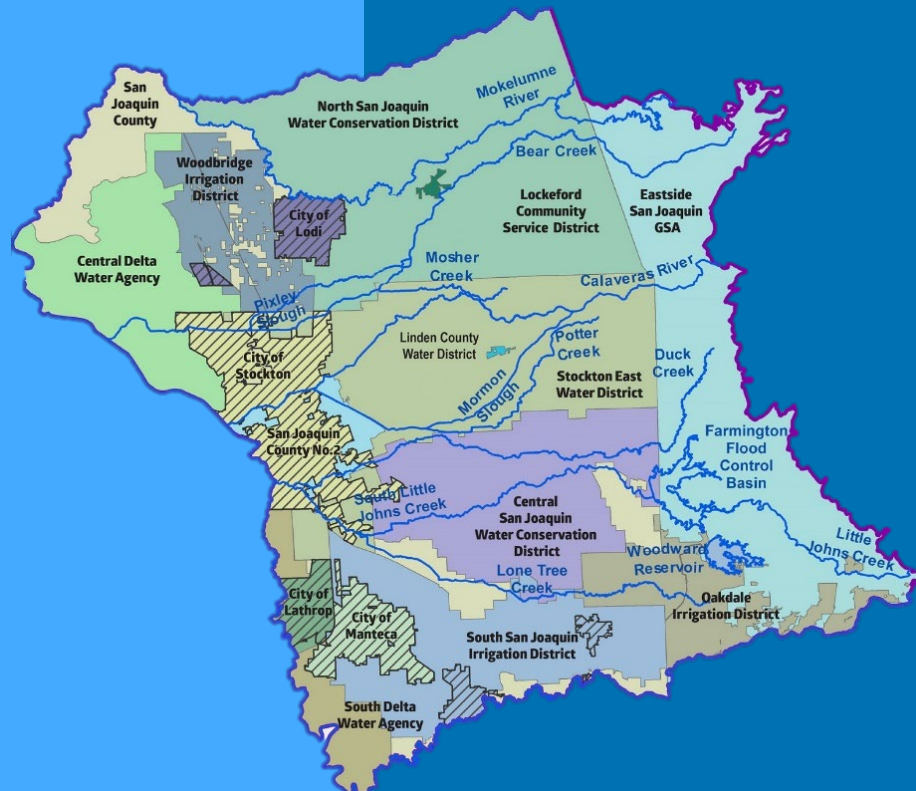 San
Joaquin
County
North San Joaquin
Water Conservation District
Mokelumne
River
Bear Creek
Woodbridge
Irrigation
District
City of
Lodi
Lockeford
Community
Service District
Eastside
San Joaquin
GSA
Central Delta
Water Agency
Mosher
Creek
Calaveras River
Pixley
Slough
City of
Stockton
Linden County
Water District
Potter
Creek
Mormon
Slough
Stockton East
Water District
Duck
Creek
San Joaquin
County No.2
Farmington
Flood
Control
Basin
South Little
Johns Creek
Central
San Joaquin
Water Conservation
District
Woodward
Reservoir
Little
Johns Creek
Lone Tree
Creek
City of
Lathrop
City of
Manteca
Oakdale
Irrigation District
South San Joaquin
Irrigation District
South Delta
Water Agency